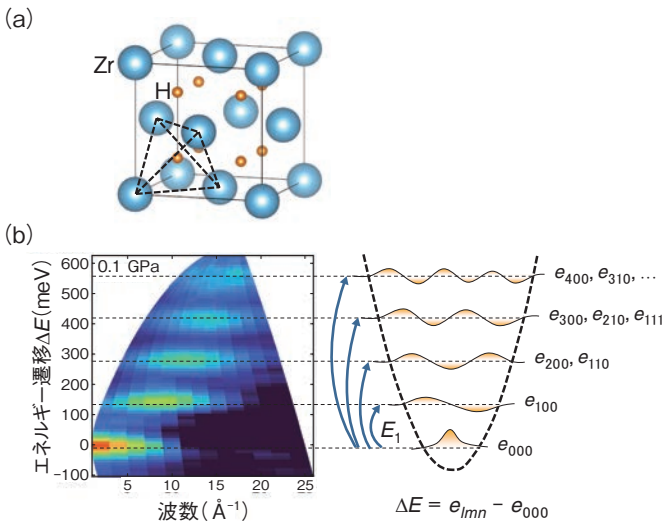 (a)
Zr
H
(b)
エネルギー遷移ΔE(meV)
600
500
400
300
200
100
0
-100
0.1 GPa
5
10
15
20
25
波数(Å⁻¹)
E₁
e₄₀₀, e₃₁₀, …
e₃₀₀, e₂₁₀, e₁₁₁
e₂₀₀, e₁₁₀
e₁₀₀
e₀₀₀
ΔE = eₗₘₙ − e₀₀₀